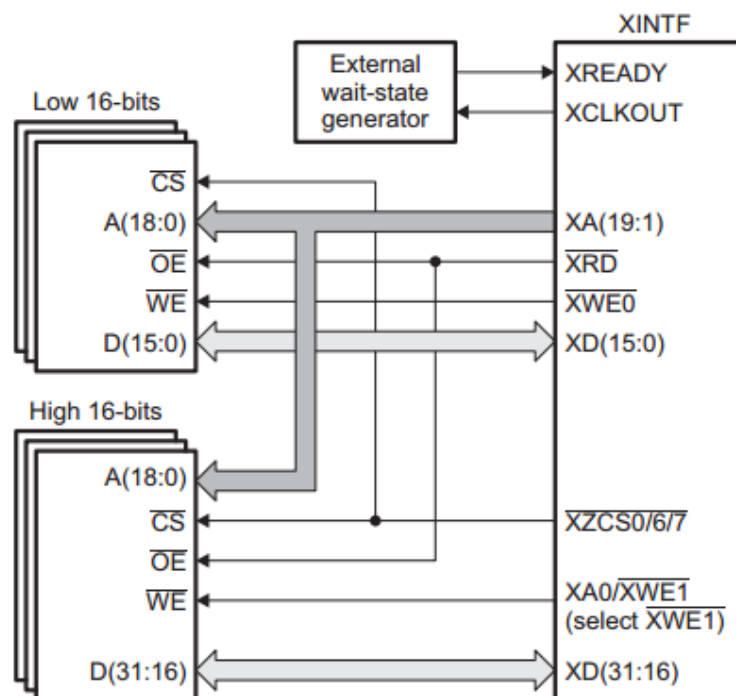 XINTF
External
wait-state
generator
XREADY
XCLKOUT
Low 16-bits
CS
A(18:0)
OE
WE
D(15:0)
XA(19:1)
XRD
XWE0
XD(15:0)
High 16-bits
A(18:0)
CS
OE
WE
D(31:16)
XZCS0/6/7
XA0/XWE1
(select XWE1)
XD(31:16)